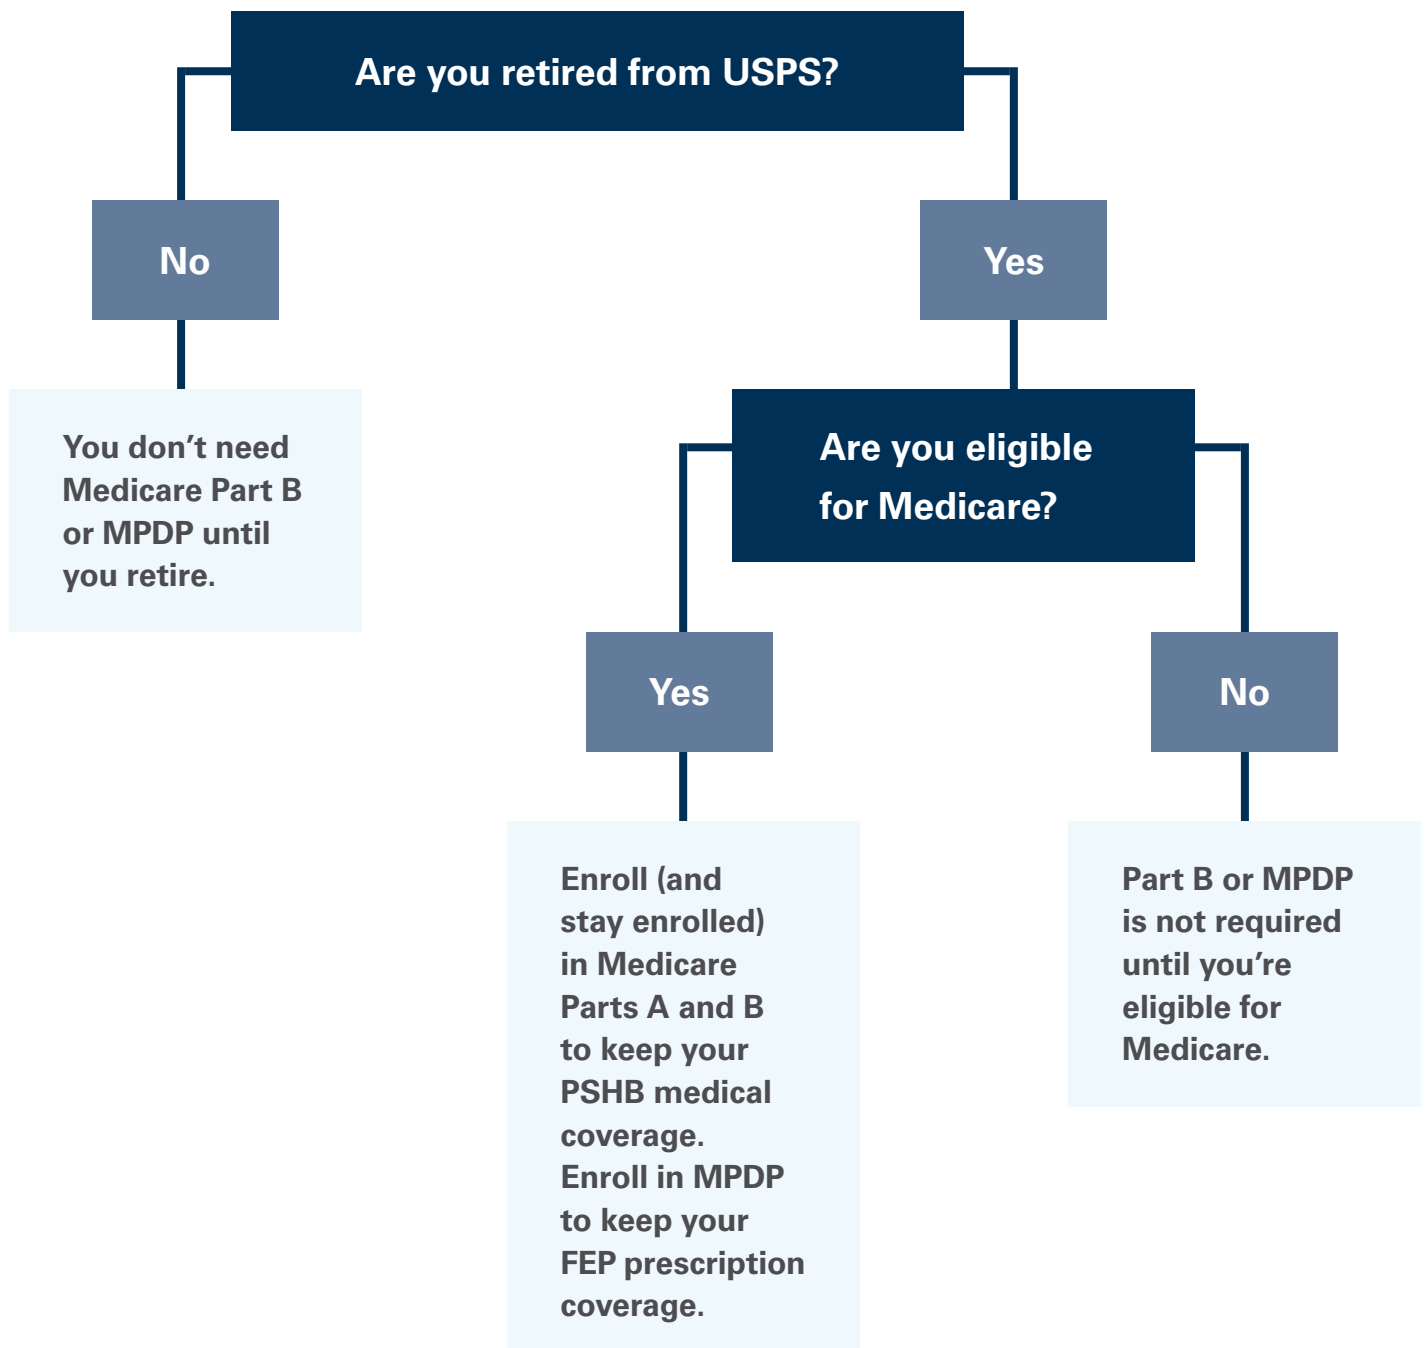 Are you retired from USPS?
No
Yes
You don’t need
Medicare Part B
or MPDP until
you retire.
Are you eligible
for Medicare?
Yes
No
Enroll (and
stay enrolled)
in Medicare
Parts A and B
to keep your
PSHB medical
coverage.
Enroll in MPDP
to keep your
FEP prescription
coverage.
Part B or MPDP
is not required
until you’re
eligible for
Medicare.